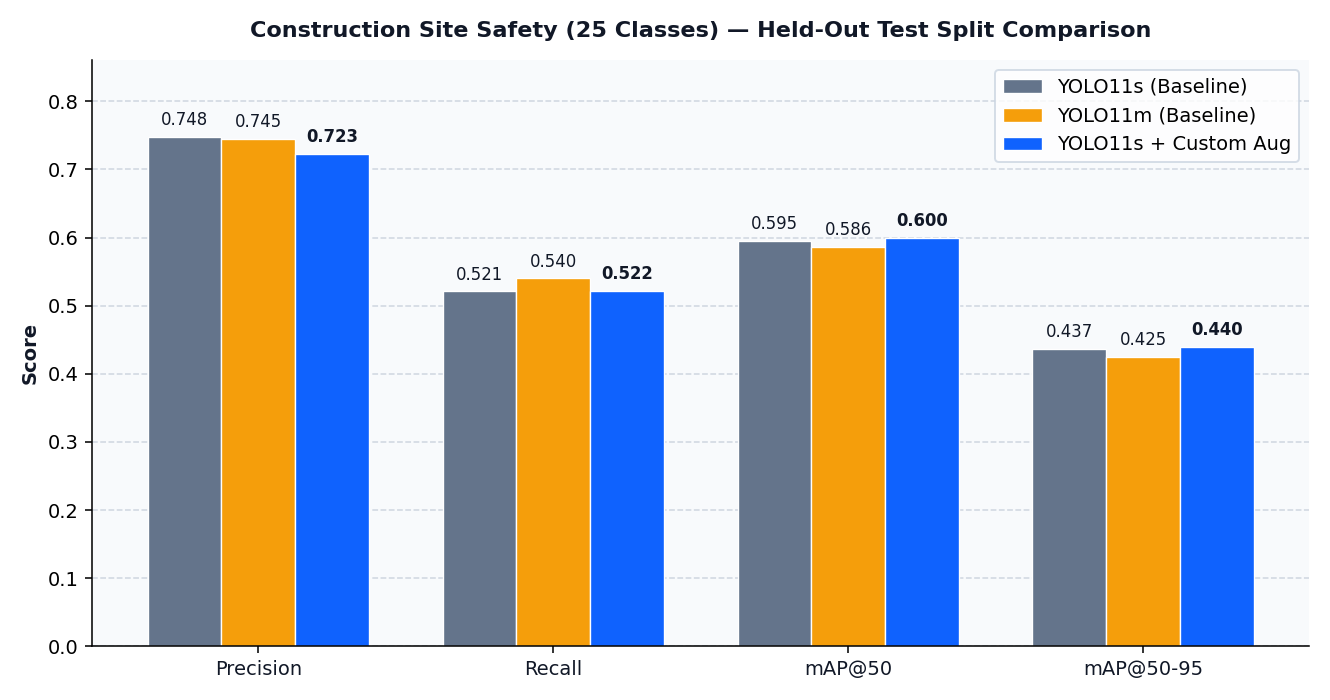 Construction Site Safety (25 Classes) — Held-Out Test Split Comparison
YOLO11s (Baseline)
YOLO11m (Baseline)
YOLO11s + Custom Aug
Score
0.8
0.7
0.6
0.5
0.4
0.3
0.2
0.1
0.0
0.748 0.745 0.723
0.521 0.540 0.522
0.595 0.586 0.600
0.437 0.425 0.440
Precision Recall mAP@50 mAP@50-95